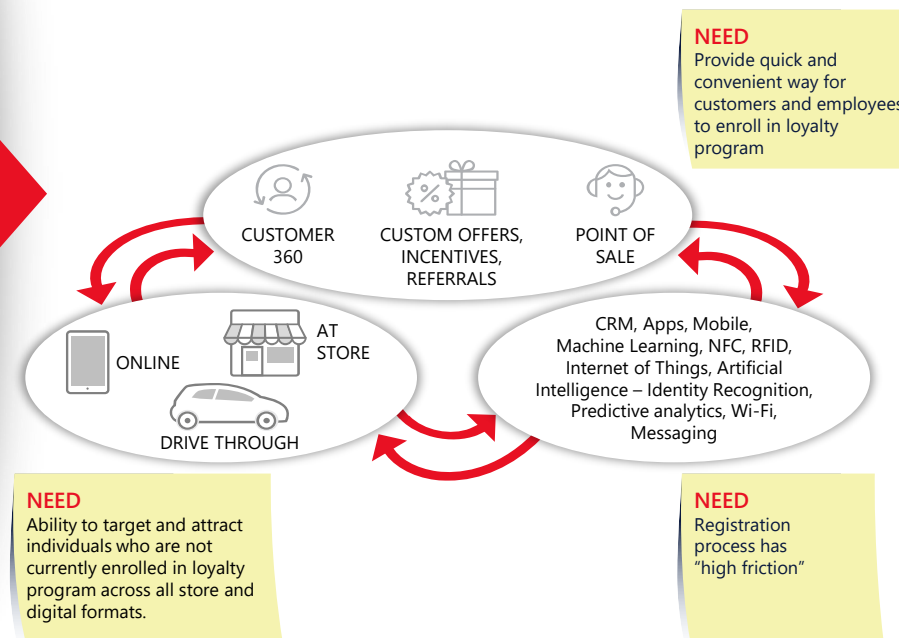 NEED
Provide quick and
convenient way for
customers and employees
to enroll in loyalty
program
CUSTOMER
360
CUSTOM OFFERS,
INCENTIVES,
REFERRALS
POINT OF
SALE
ONLINE
AT
STORE
DRIVE THROUGH
CRM, Apps, Mobile,
Machine Learning, NFC, RFID,
Internet of Things, Artificial
Intelligence – Identity Recognition,
Predictive analytics, Wi-Fi,
Messaging
NEED
Ability to target and attract
individuals who are not
currently enrolled in loyalty
program across all store and
digital formats.
NEED
Registration
process has
“high friction”